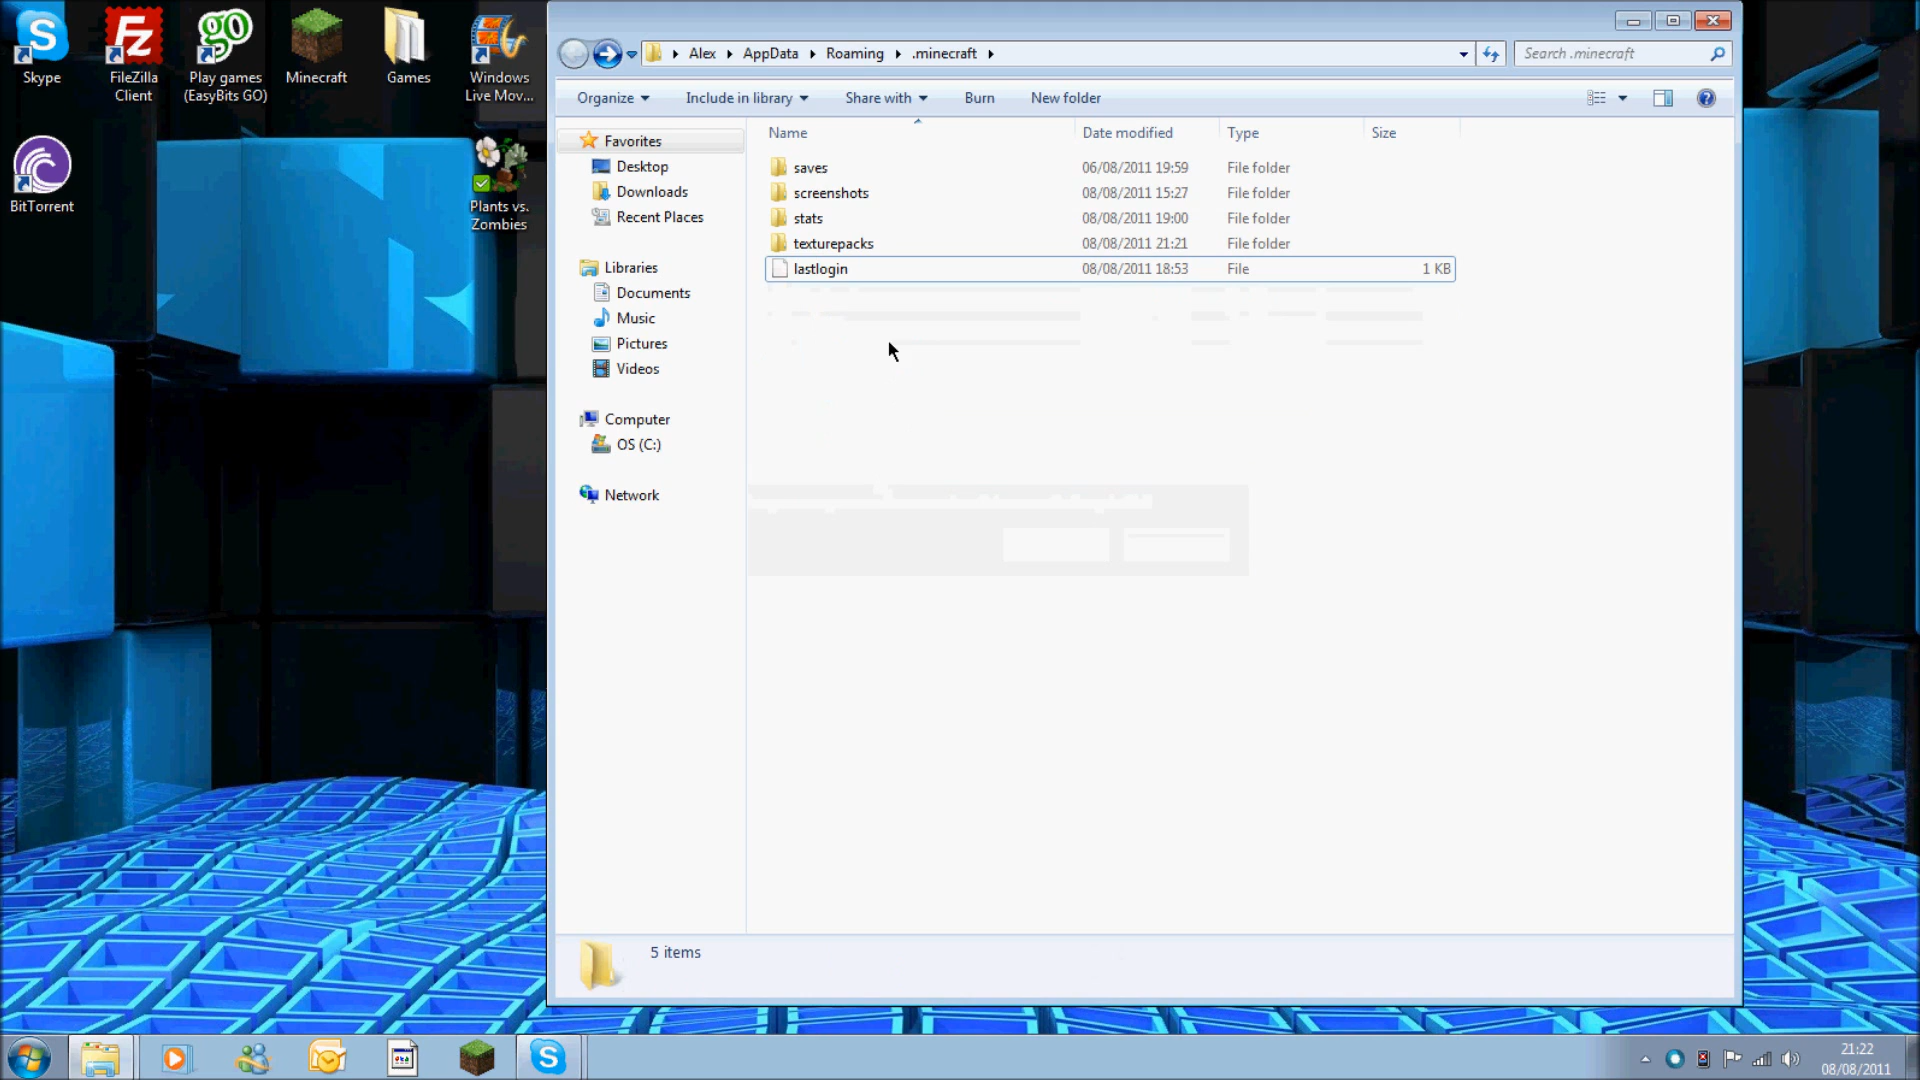 Skype
FileZilla
Client
Play games
(EasyBits GO)
Minecraft
Games
Windows
Live Mov...
BitTorrent
Plants vs.
Zombies
Alex
AppData
Roaming
.minecraft
Search .minecraft
Organize
Include in library
Share with
Burn
New folder
Favorites
Desktop
Downloads
Recent Places
Libraries
Documents
Music
Pictures
Videos
Computer
OS (C:)
Network
Name Date modified Type Size
saves 06/08/2011 19:59 File folder
screenshots 08/08/2011 15:27 File folder
stats 08/08/2011 19:00 File folder
texturepacks 08/08/2011 21:21 File folder
lastlogin 08/08/2011 18:53 File 1 KB
5 items
21:22
08/08/2011